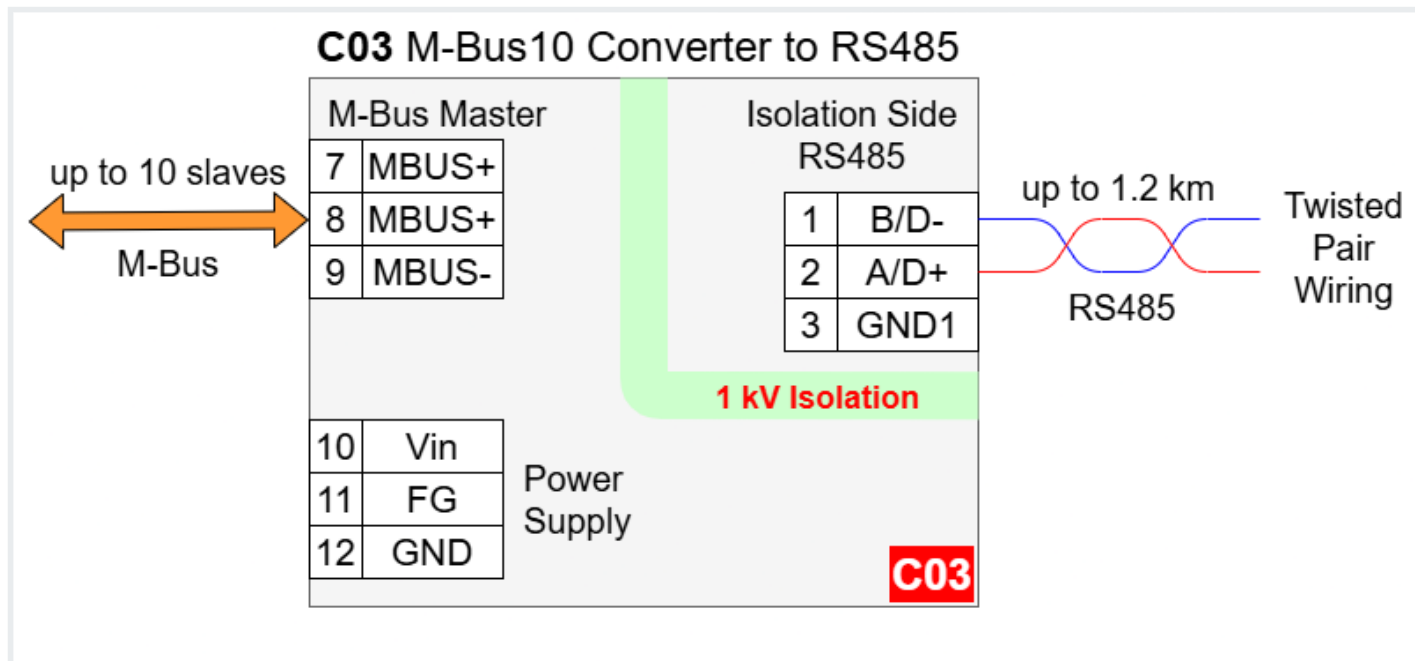 C03 M-Bus10 Converter to RS485
M-Bus Master
7 MBUS+
8 MBUS+
9 MBUS-
up to 10 slaves
M-Bus
Isolation Side
RS485
1 B/D-
2 A/D+
3 GND1
up to 1.2 km
RS485
Twisted
Pair
Wiring
1 kV Isolation
10 Vin
11 FG
12 GND
Power
Supply
C03